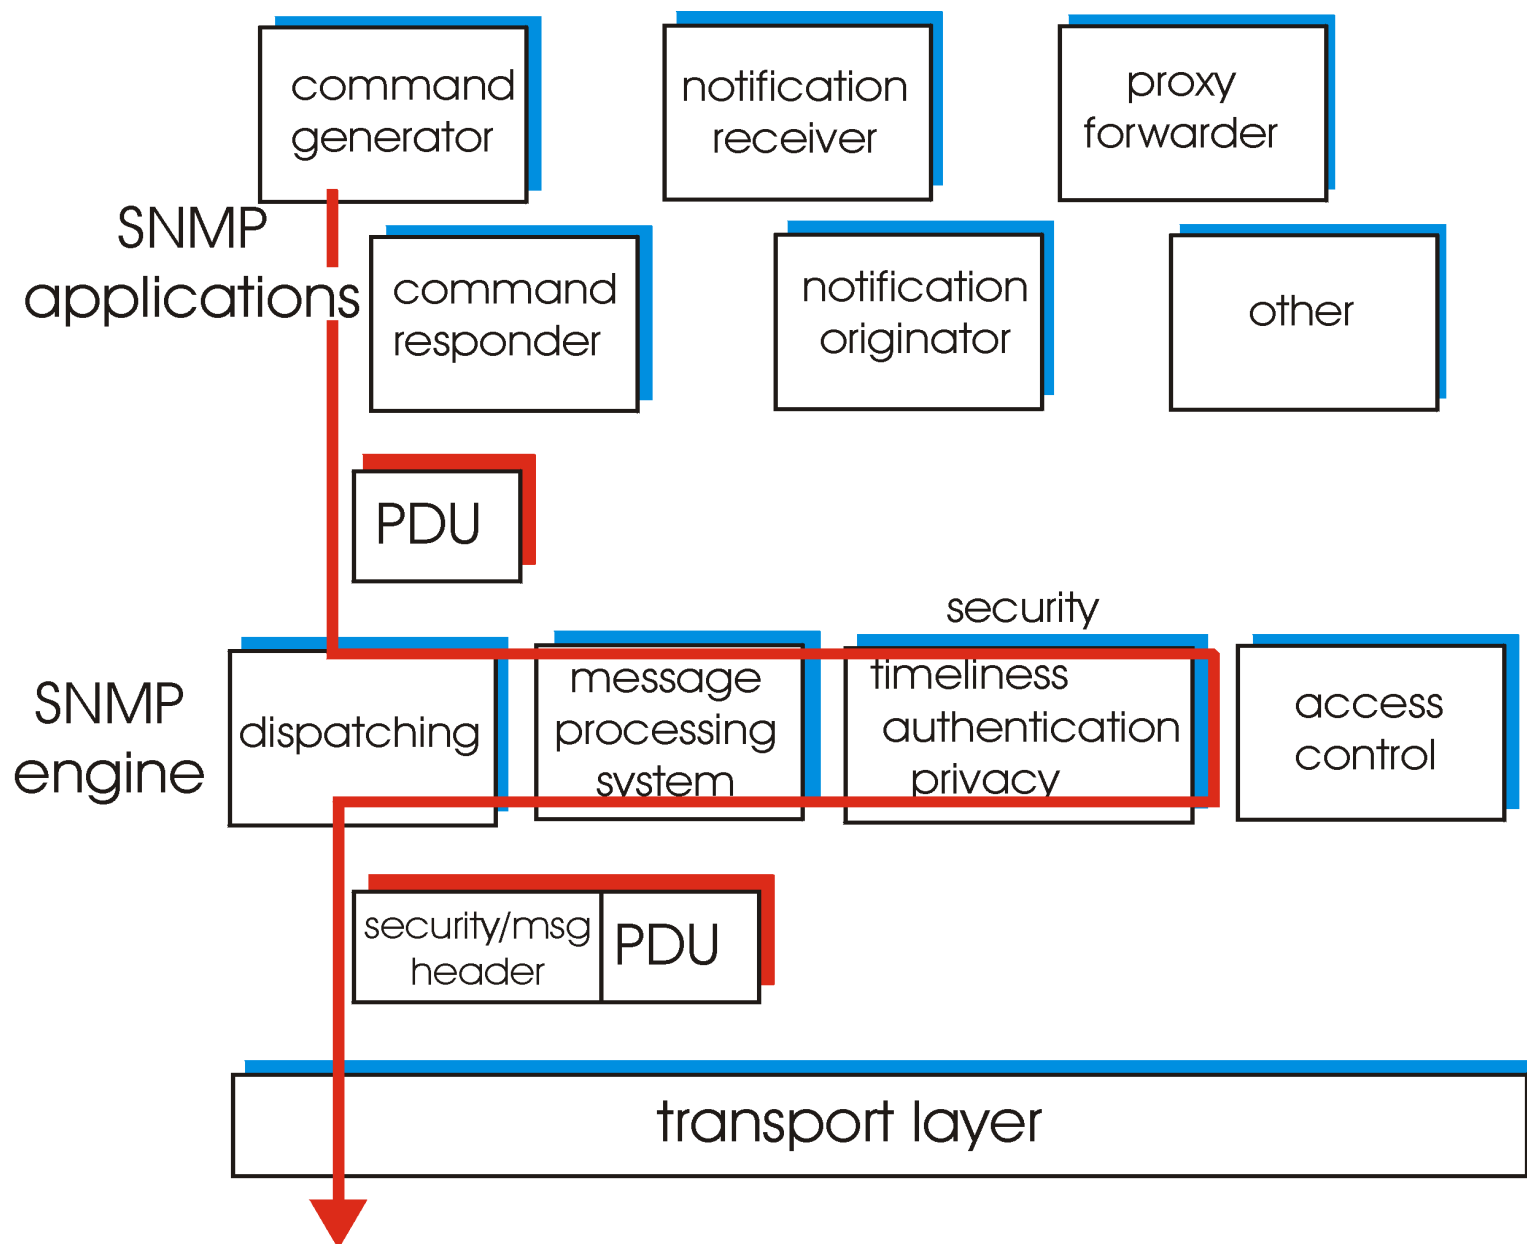 command
generator
notification
receiver
proxy
forwarder
SNMP
applications
command
responder
notification
originator
other
PDU
security
SNMP
engine
dispatching
message
processing
system
timeliness
authentication
privacy
access
control
security/msg
header
PDU
transport layer